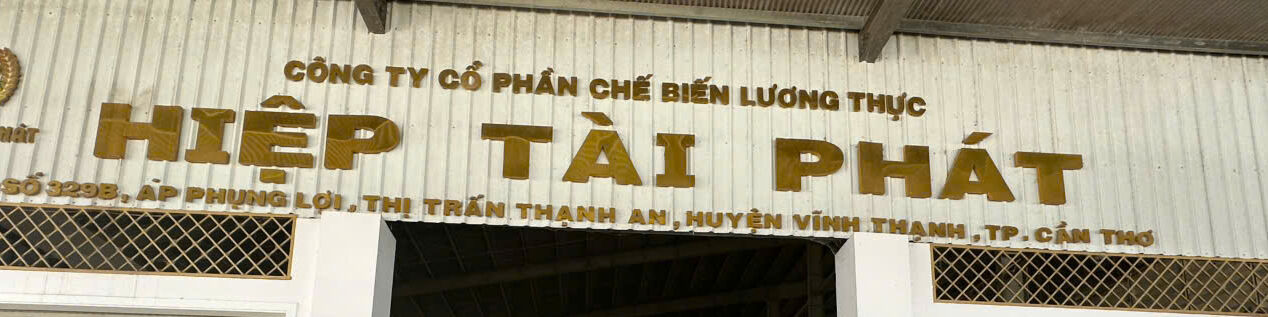 CÔNG TY CỔ PHẦN CHẾ BIẾN LƯƠNG THỰC
HIỆP TÀI PHÁT
SỐ 329B, ẤP PHỤNG LỢI, THỊ TRẤN THẠNH AN, HUYỆN VĨNH THẠNH, TP. CẦN THƠ